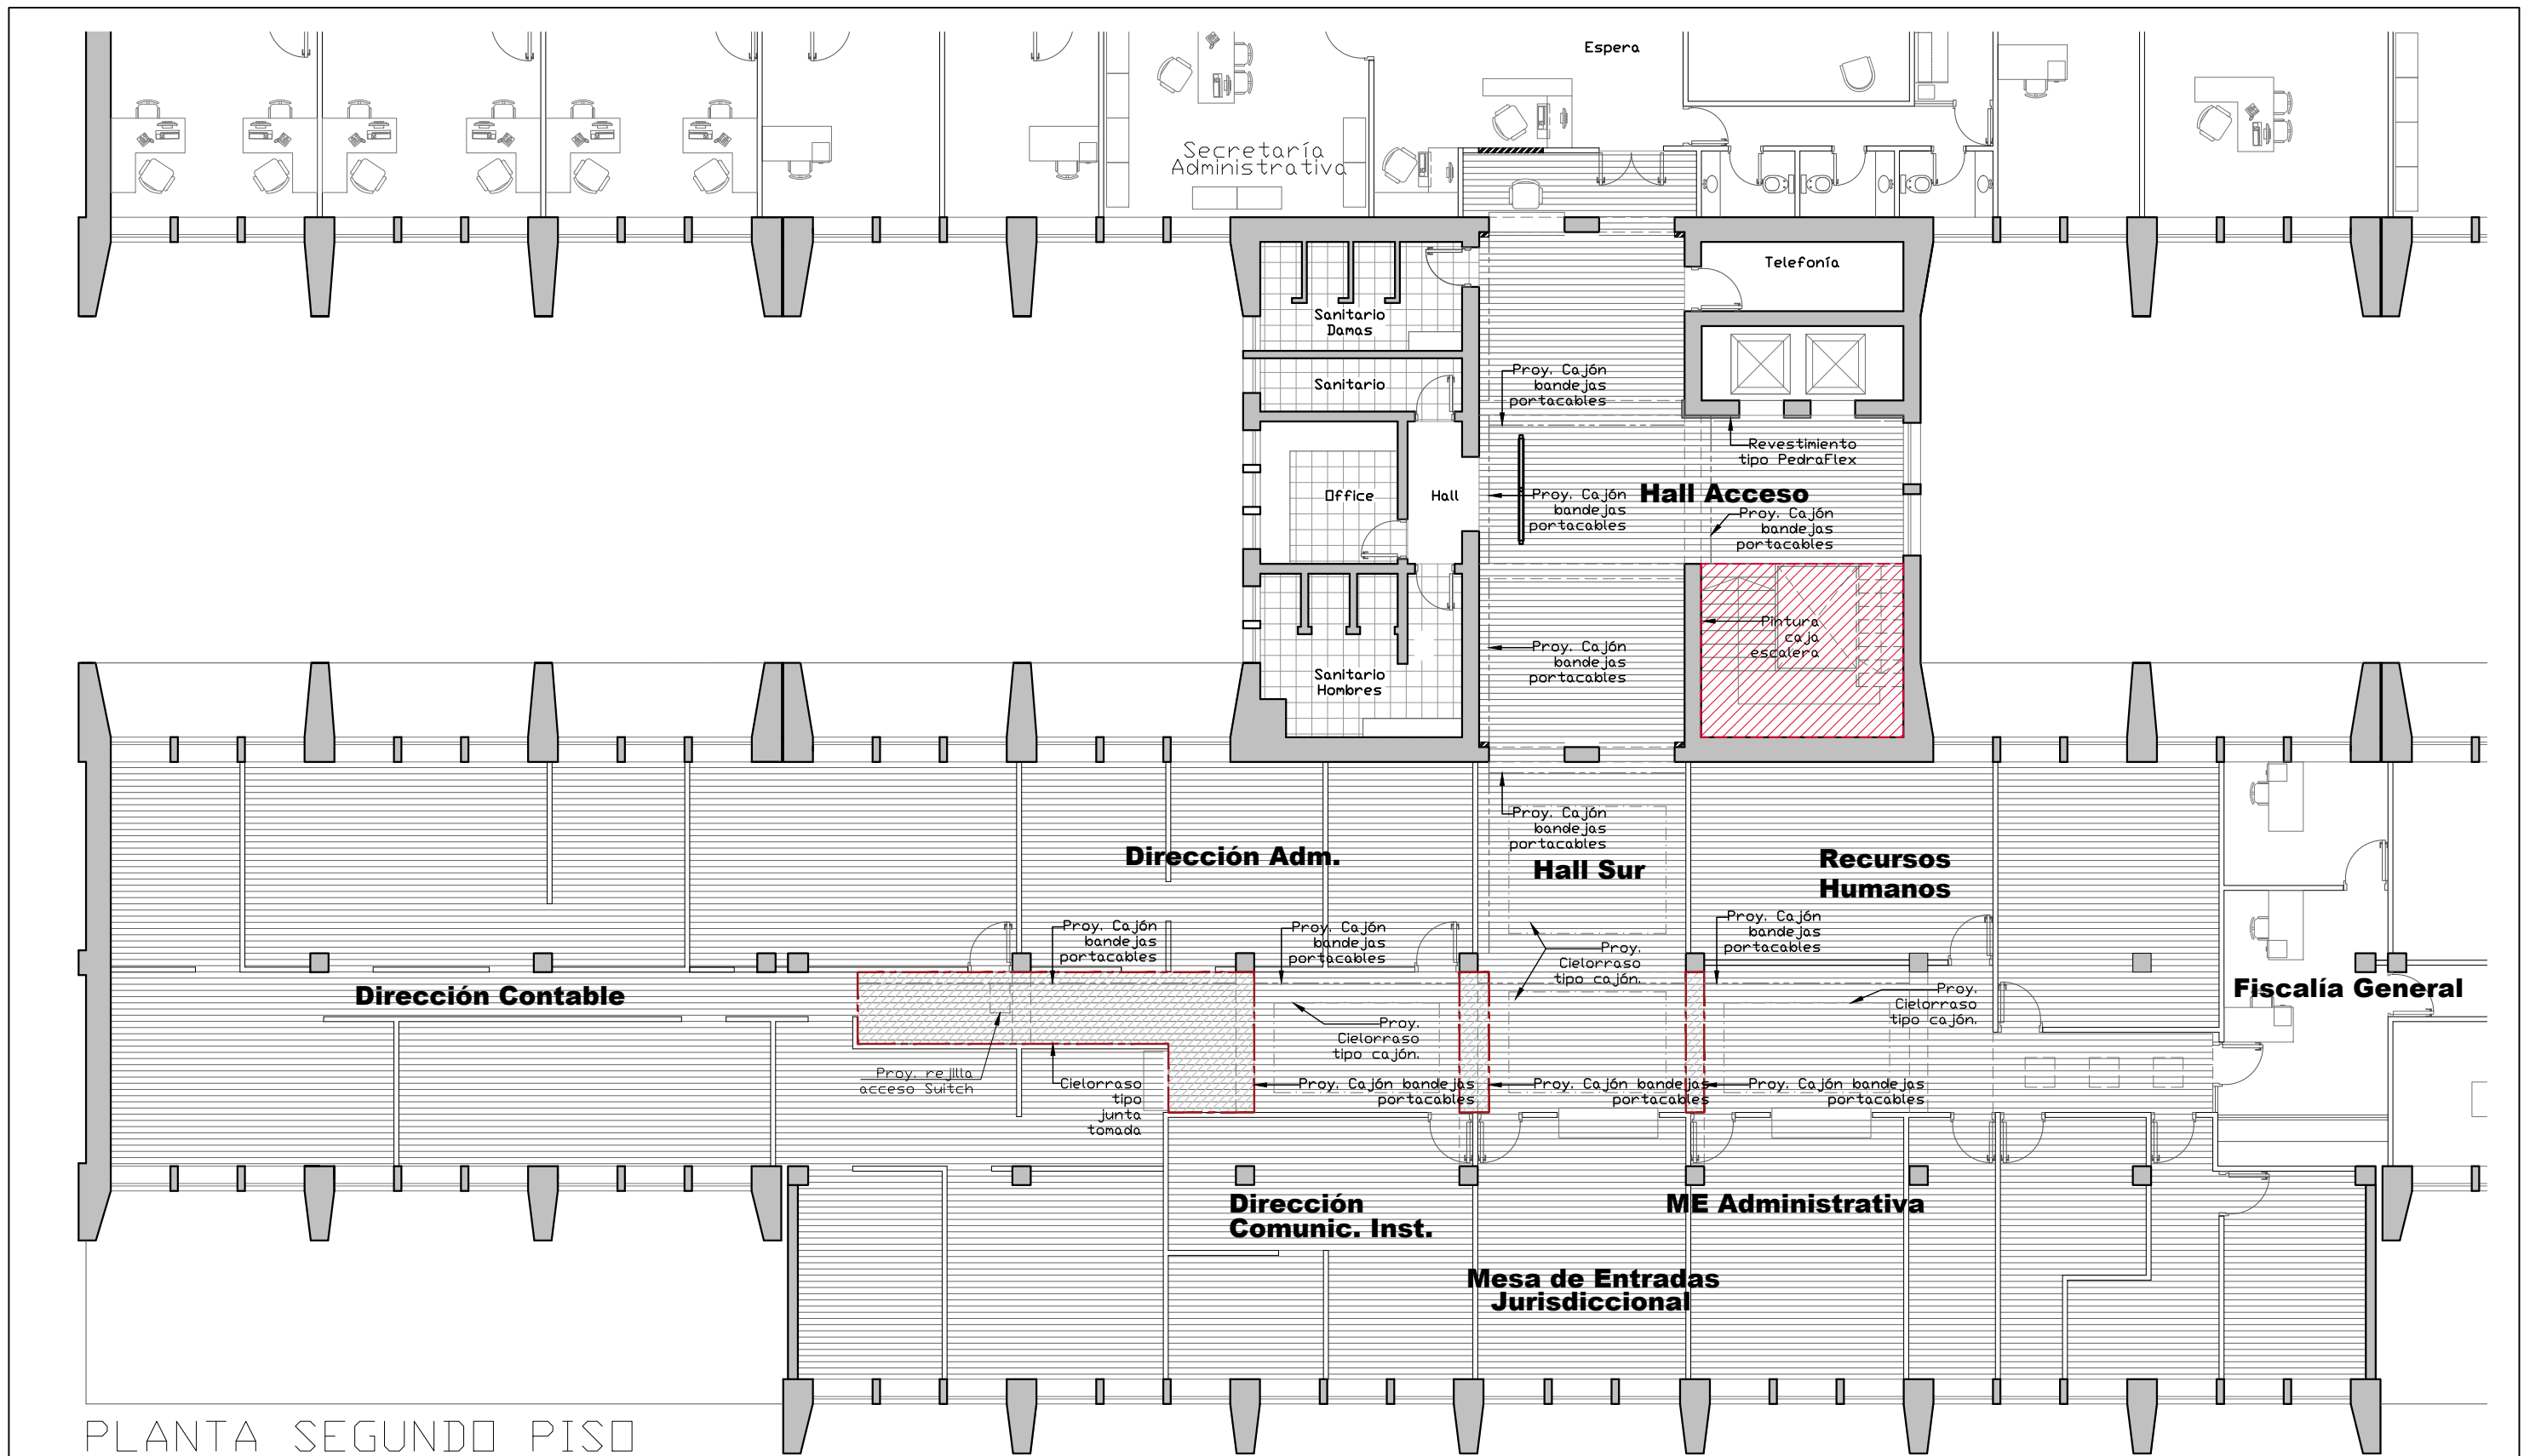 Espera
Secretaría
Administrativa
Telefonía
Sanitario
Damas
Sanitario
Proy. Cajón
bandejas
portacables
Revestimiento
tipo PedraFlex
Office
Hall
Proy. Cajón
bandejas
portacables
Hall Acceso
Proy. Cajón
bandejas
portacables
Pintura
caja
escalera
Proy. Cajón
bandejas
portacables
Sanitario
Hombres
Proy. Cajón
bandejas
portacables
Dirección Adm.
Hall Sur
Recursos
Humanos
Proy. Cajón
bandejas
portacables
Proy. Cajón
bandejas
portacables
Proy.
Cielorraso
tipo cajón.
Proy. Cajón
bandejas
portacables
Dirección Contable
Fiscalía General
Proy.
Cielorraso
tipo cajón.
Proy.
Cielorraso
tipo cajón.
Proy. rejilla
acceso Suitch
Cielorraso
tipo
junta
tomada
Proy. Cajón bandejas
portacables
Proy. Cajón bandejas
portacables
Proy. Cajón bandejas
portacables
Dirección
Comunic. Inst.
ME Administrativa
Mesa de Entradas
Jurisdiccional
PLANTA SEGUNDO PISO